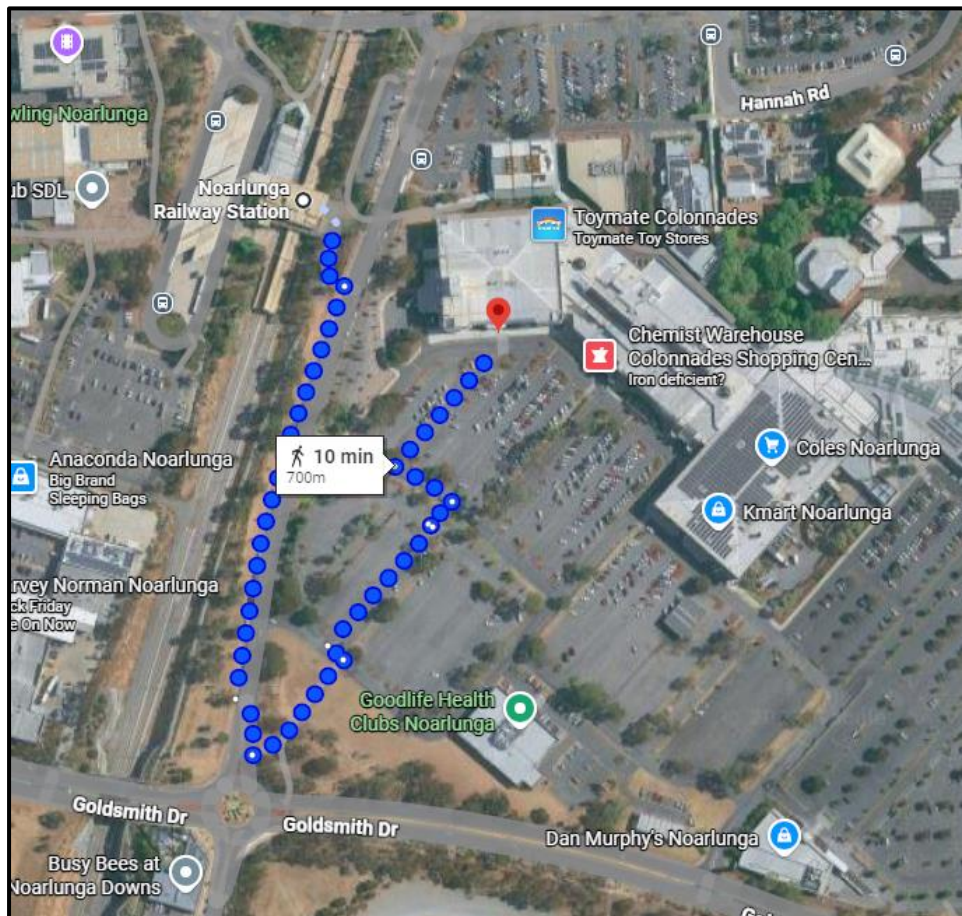 Hannah Rd
wling Noarlunga
ub SDL
Noarlunga
Railway Station
Toymate Colonnades
Toymate Toy Stores
Chemist Warehouse
Colonnades Shopping Cen...
Iron deficient?
10 min
700m
Anaconda Noarlunga
Big Brand
Sleeping Bags
Coles Noarlunga
Kmart Noarlunga
arvey Norman Noarlunga
ck Friday
e On Now
Goodlife Health
Clubs Noarlunga
Goldsmith Dr
Goldsmith Dr
Dan Murphy's Noarlunga
Busy Bees at
Noarlunga Downs